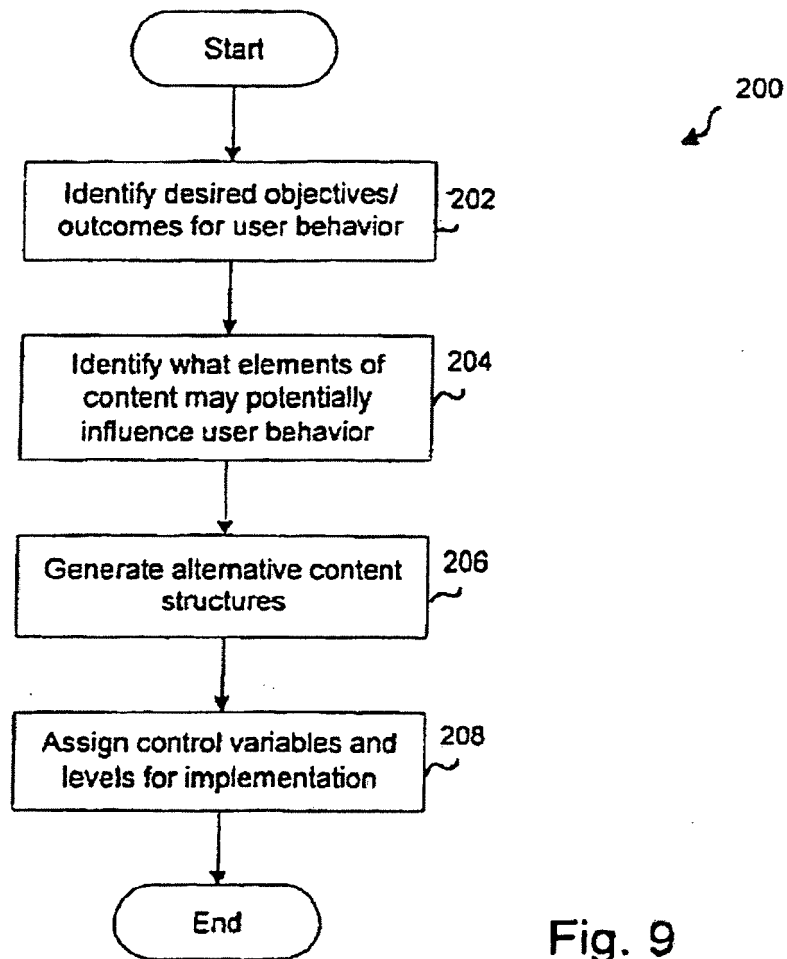 Start
200
Identify desired objectives/
outcomes for user behavior
202
Identify what elements of
content may potentially
influence user behavior
204
Generate alternative content
structures
206
Assign control variables and
levels for implementation
208
End
Fig. 9